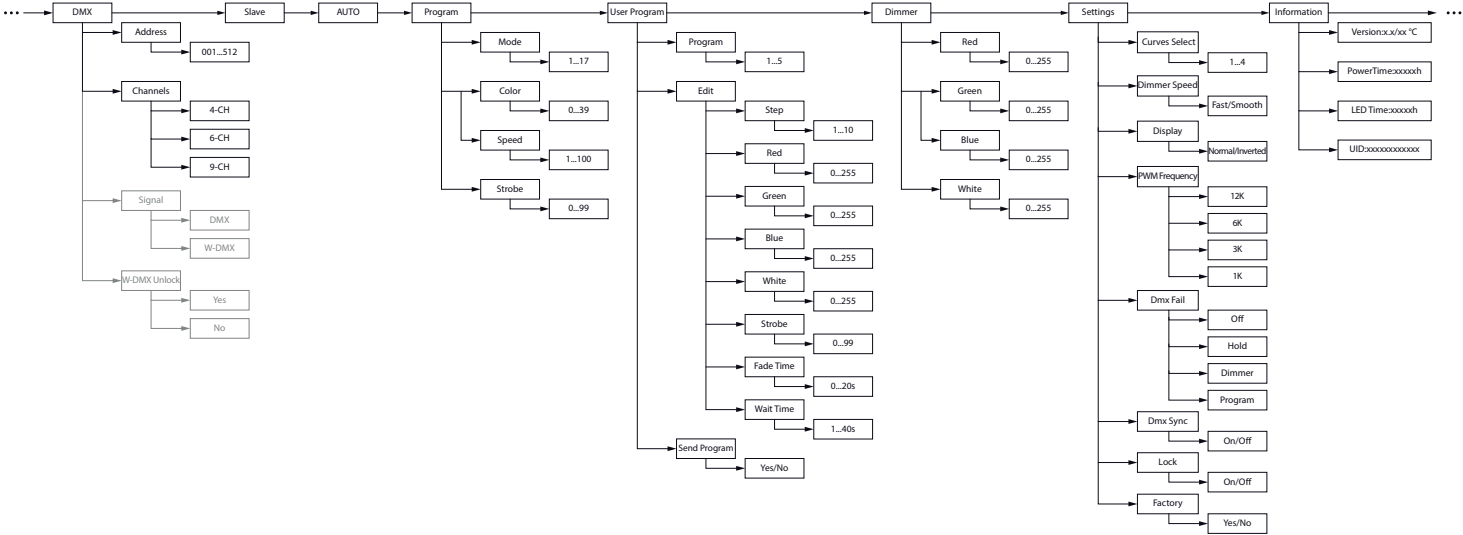 DMX
Address
001...512
Channels
4-CH
6-CH
9-CH
Signal
DMX
W-DMX
W-DMX Unlock
Yes
No
Slave
AUTO
Program
Mode
1...17
Color
0...39
Speed
1...100
Strobe
0...99
User Program
Program
1...5
Edit
Step
1...10
Red
0...255
Green
0...255
Blue
0...255
White
0...255
Strobe
0...99
Fade Time
0...20s
Wait Time
1...40s
Send Program
Yes/No
Dimmer
Red
0...255
Green
0...255
Blue
0...255
White
0...255
Settings
Curves Select
1...4
Dimmer Speed
Fast/Smooth
Display
Normal/Inverted
PWM Frequency
12K
6K
3K
1K
Dmx Fail
Off
Hold
Dimmer
Program
Dmx Sync
On/Off
Lock
On/Off
Factory
Yes/No
Information
Version:x.x/xx °C
PowerTime:xxxxxh
LED Time:xxxxxh
UID:xxxxxxxxxxxx